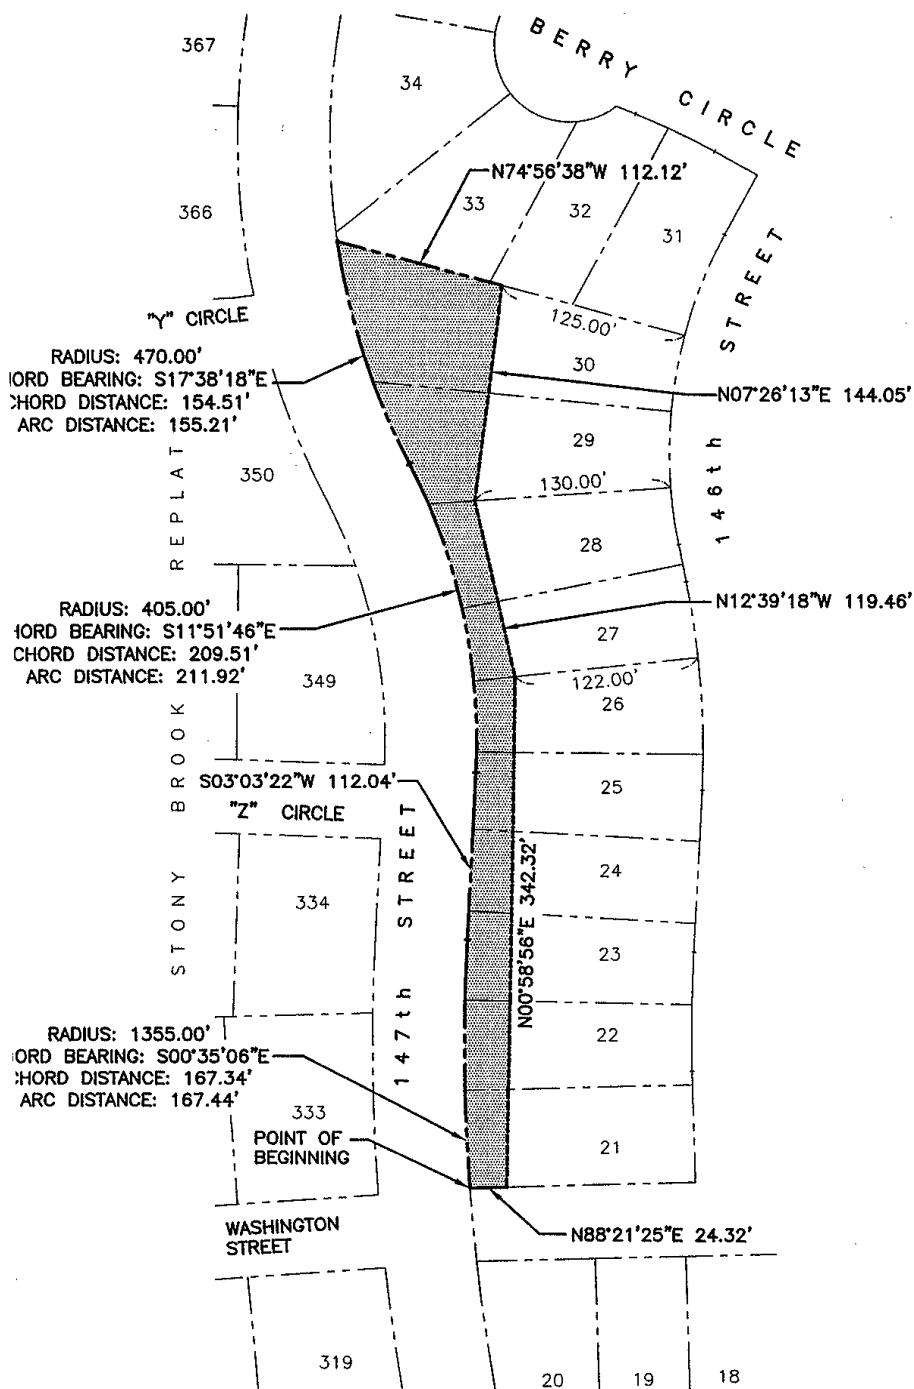 BERRY CIRCLE
367
34
N74°56'38"W 112.12'
33
32
31
366
STREET
"Y" CIRCLE
125.00'
RADIUS: 470.00'
HORD BEARING: S17°38'18"E
CHORD DISTANCE: 154.51'
ARC DISTANCE: 155.21'
30
N07°26'13"E 144.05'
29
146th
350
130.00'
28
RADIUS: 405.00'
HORD BEARING: S11°51'46"E
CHORD DISTANCE: 209.51'
ARC DISTANCE: 211.92'
N12°39'18"W 119.46'
27
349
122.00'
26
STONY BROOK REPLAT
S03°03'22"W 112.04'
25
"Z" CIRCLE
147th STREET
N00°58'56"E 342.32'
24
334
23
22
RADIUS: 1355.00'
ORD BEARING: S00°35'06"E
CHORD DISTANCE: 167.34'
ARC DISTANCE: 167.44'
333
21
POINT OF
BEGINNING
WASHINGTON
STREET
N88°21'25"E 24.32'
319
20
19
18